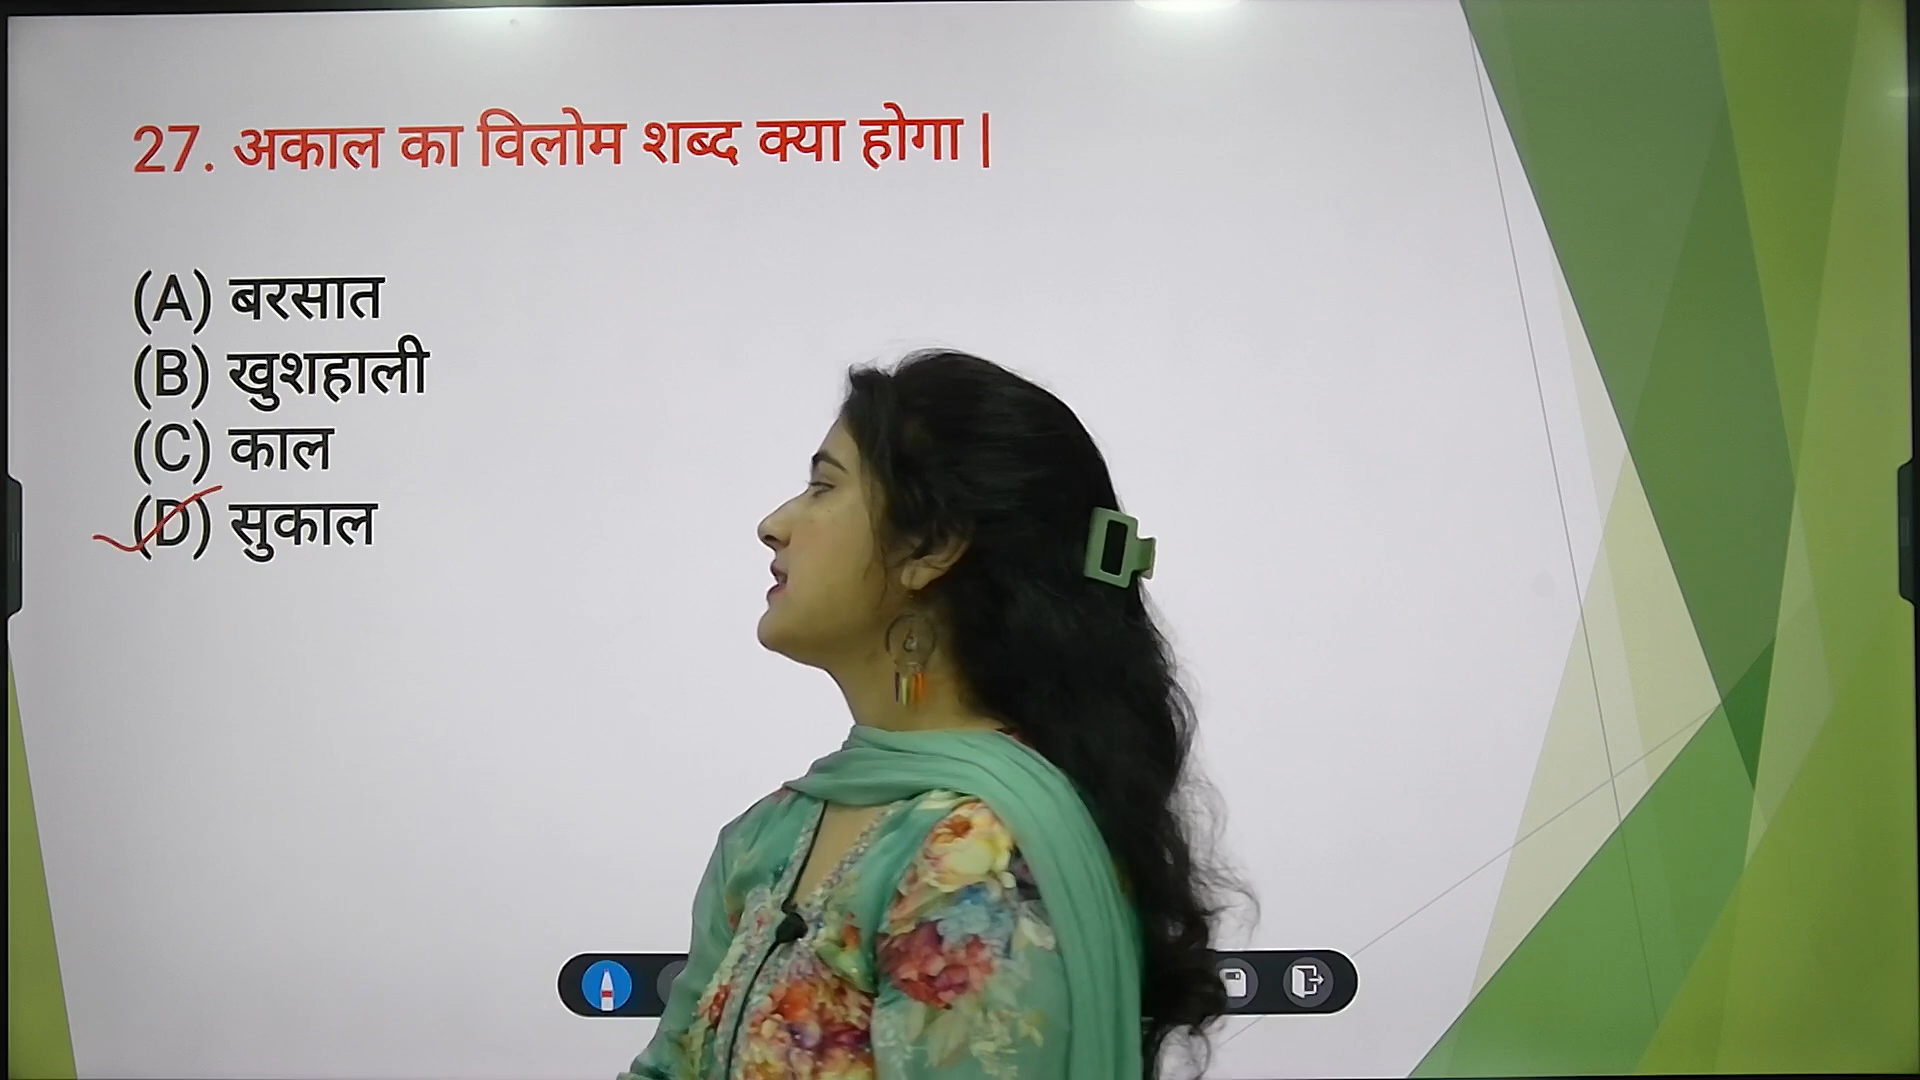 27. अकाल का विलोम शब्द क्या होगा |
(A) बरसात
(B) खुशहाली
(C) काल
(D) सुकाल